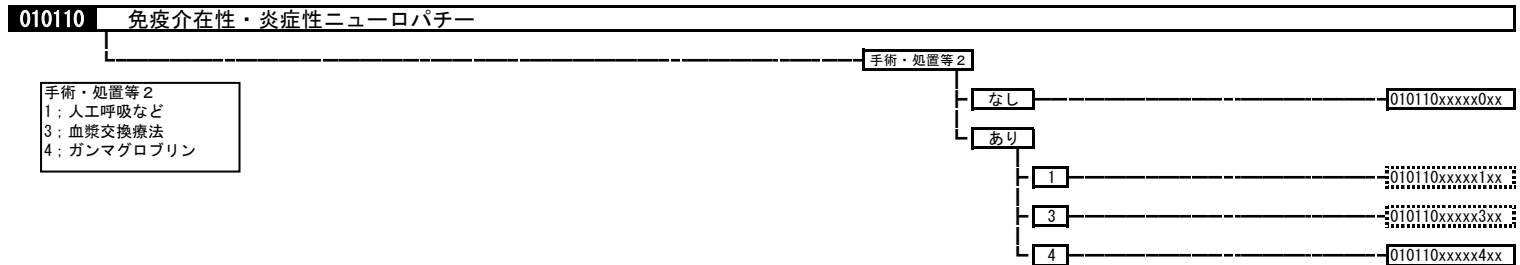 010110 免疫介在性・炎症性ニューロパチー
手術・処置等２
手術・処置等２
1；人工呼吸など
3；血漿交換療法
4；ガンマグロブリン
なし 010110xxxxx0xx
あり
1 010110xxxxx1xx
3 010110xxxxx3xx
4 010110xxxxx4xx